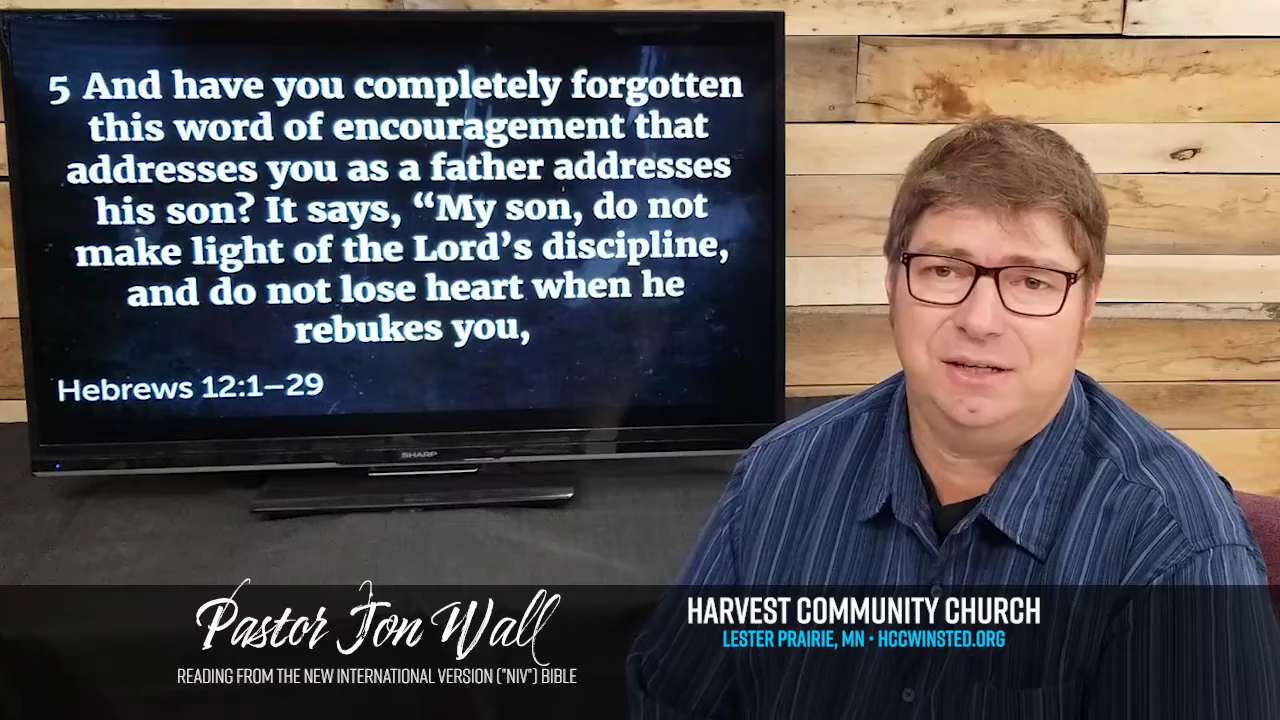 5 And have you completely forgotten
this word of encouragement that
addresses you as a father addresses
his son? It says, “My son, do not
make light of the Lord’s discipline,
and do not lose heart when he
rebukes you,
Hebrews 12:1–29
SHARP
Pastor Jon Wall
READING FROM THE NEW INTERNATIONAL VERSION ("NIV") BIBLE
HARVEST COMMUNITY CHURCH
LESTER PRAIRIE, MN • HCCWINSTED.ORG